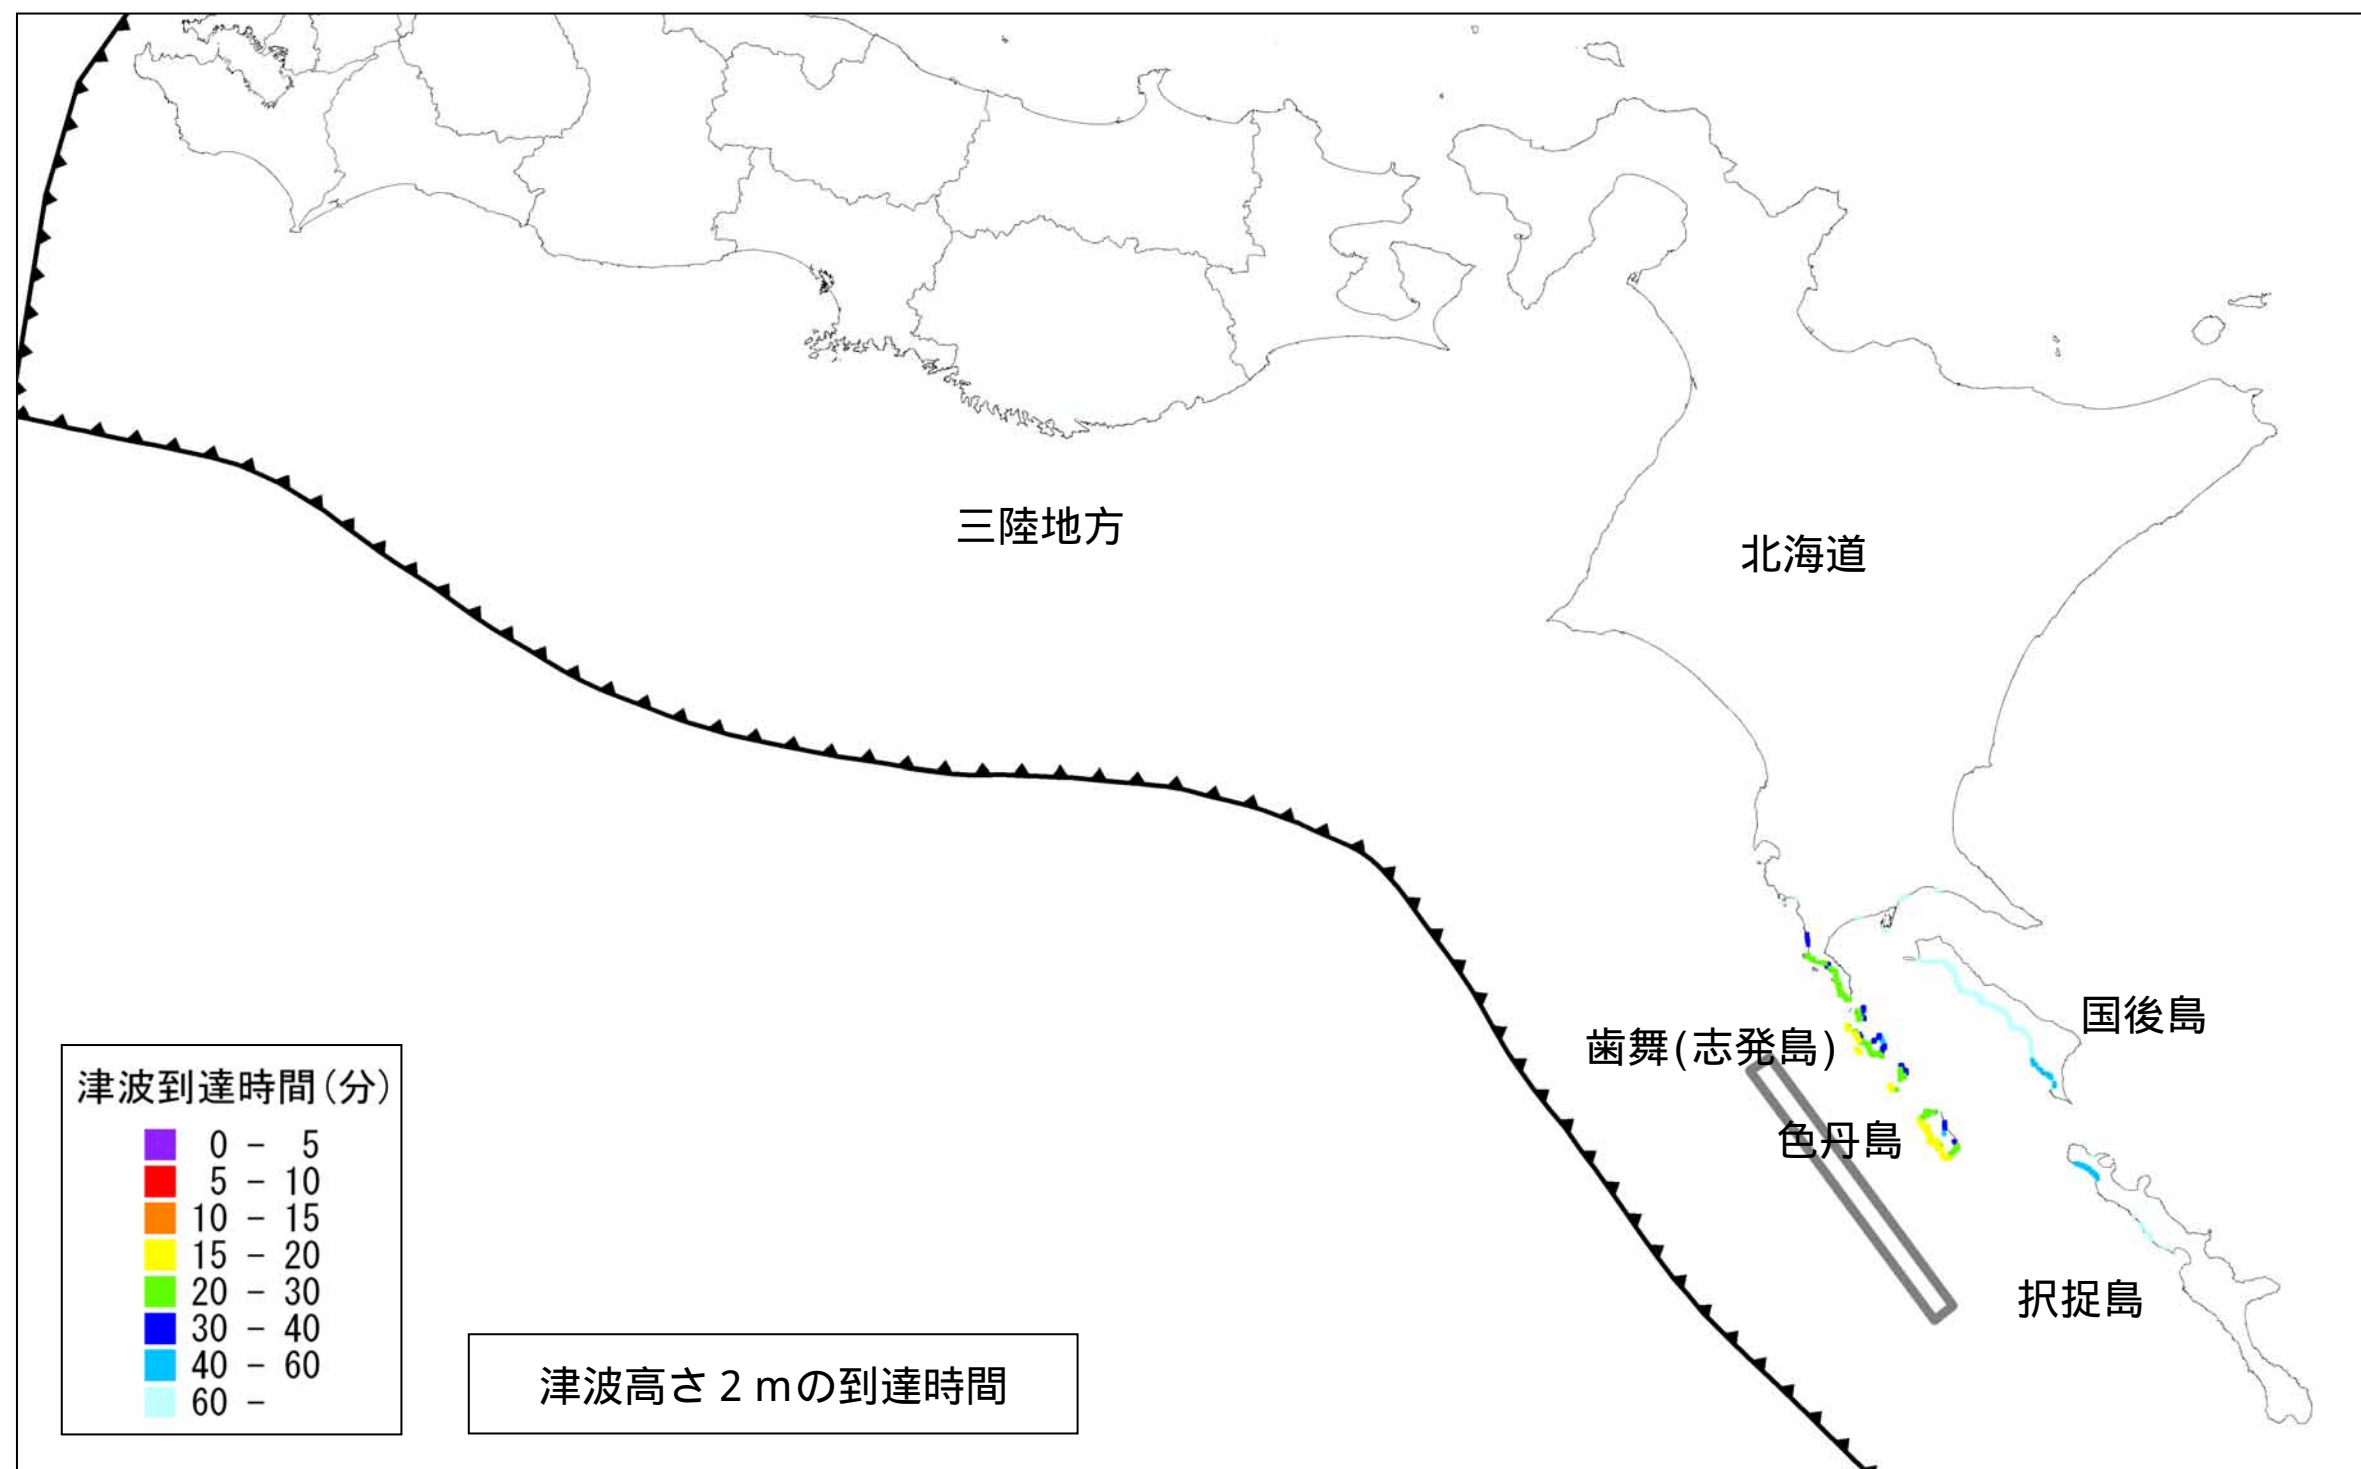 三陸地方
北海道
国後島
歯舞(志発島)
色丹島
択捉島
津波到達時間(分)
0 - 5
5 - 10
10 - 15
15 - 20
20 - 30
30 - 40
40 - 60
60 -
津波高さ2mの到達時間